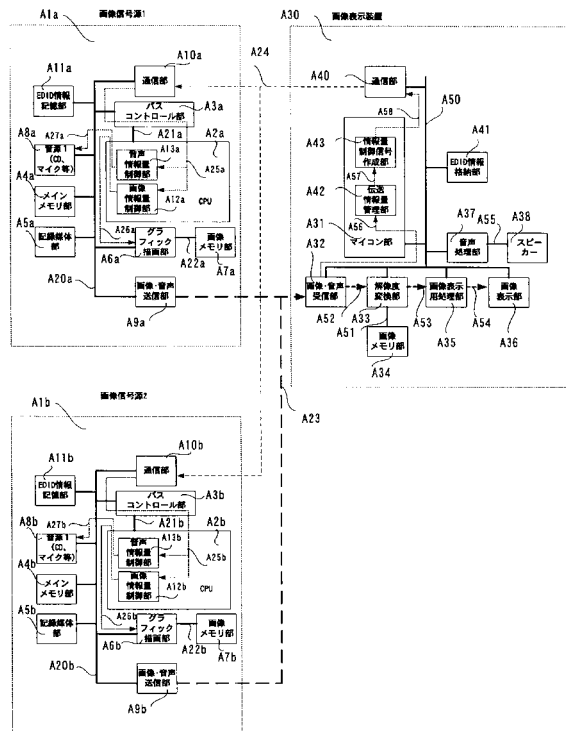 画像信号源1
A1a
A10a
通信部
A11a
EDID情報
記憶部
A3a
バス
コントロール部
A8a
A27a
A21a
A2a
音源1
(CD、
マイク等)
A13a
音声
情報量
制御部
A4a
メイン
メモリ部
画像
情報量
制御部
A12a
A25a
CPU
A5a
記録媒体
部
A26a
A6a
グラ
フィック
描画部
A22a
画像
メモリ部
A7a
A20a
画像・音声
送信部
A9a
A24
A30
画像表示装置
A40
通信部
A58
A50
A43
情報量
制御信号
作成部
A41
EDID情報
格納部
A57
A42
伝送
情報量
管理部
A31
A56
マイコン部
A37
音声
処理部
A55
A38
スピー
カー
A32
画像・音声
受信部
A52
解像度
変換部
A33
A51
A53
画像表示
用処理部
A35
A54
画像
表示部
A36
画像
メモリ部
A34
A23
画像信号源2
A1b
A10b
通信部
A11b
EDID情報
記憶部
A3b
バス
コントロール部
A8b
A27b
A21b
A2b
音源1
(CD、
マイク等)
A13b
音声
情報量
制御部
A4b
メイン
メモリ部
画像
情報量
制御部
A12b
A25b
CPU
A5b
記録媒体
部
A26b
A6b
グラ
フィック
描画部
A22b
画像
メモリ部
A7b
A20b
画像・音声
送信部
A9b